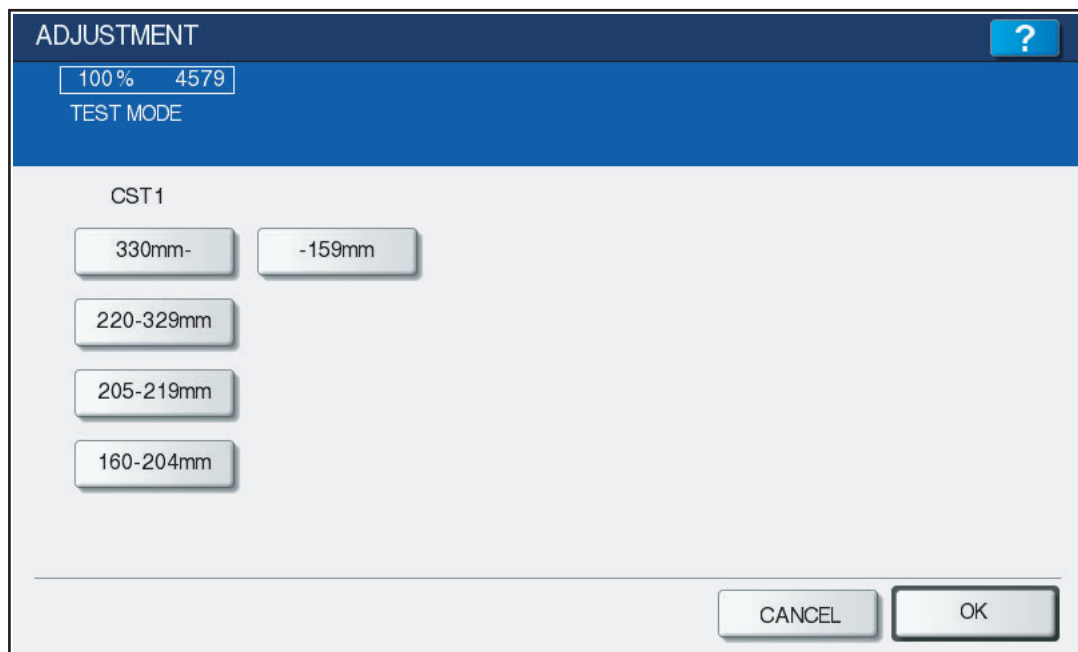 ADJUSTMENT ?
100% 4579
TEST MODE
CST1
330mm- -159mm
220-329mm
205-219mm
160-204mm
CANCEL OK